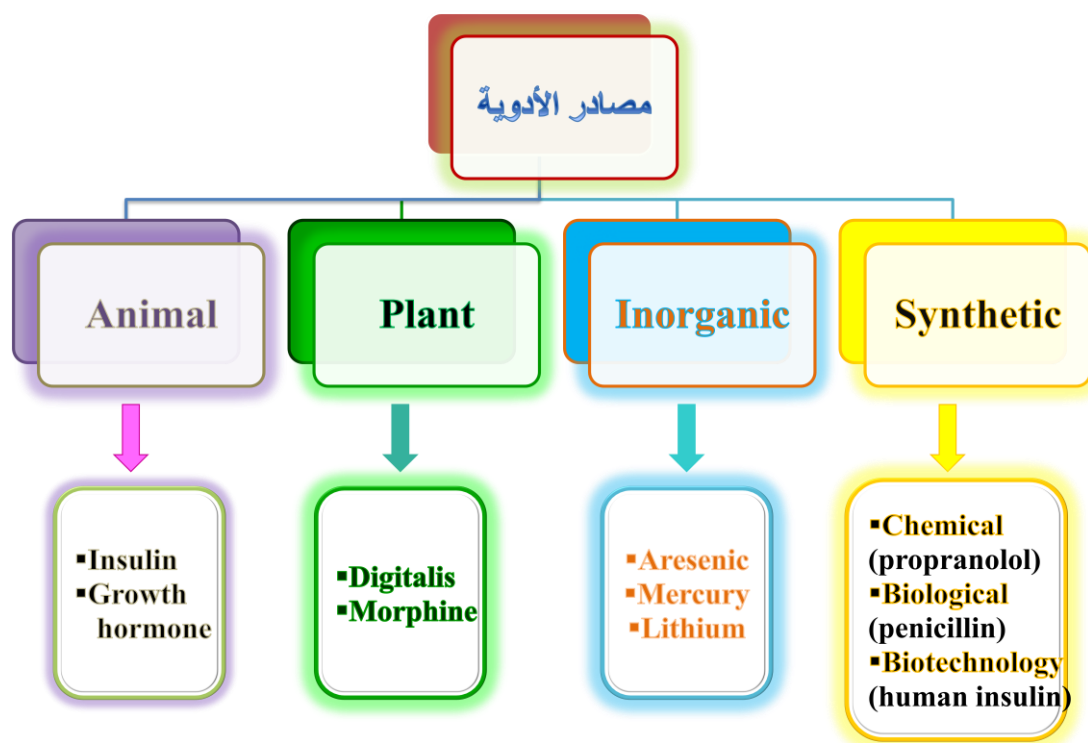 مصادر الأدوية
Animal
Plant
Inorganic
Synthetic
▪Insulin
▪Growth
hormone
▪Digitalis
▪Morphine
▪Aresenic
▪Mercury
▪Lithium
▪Chemical
(propranolol)
▪Biological
(penicillin)
▪Biotechnology
(human insulin)